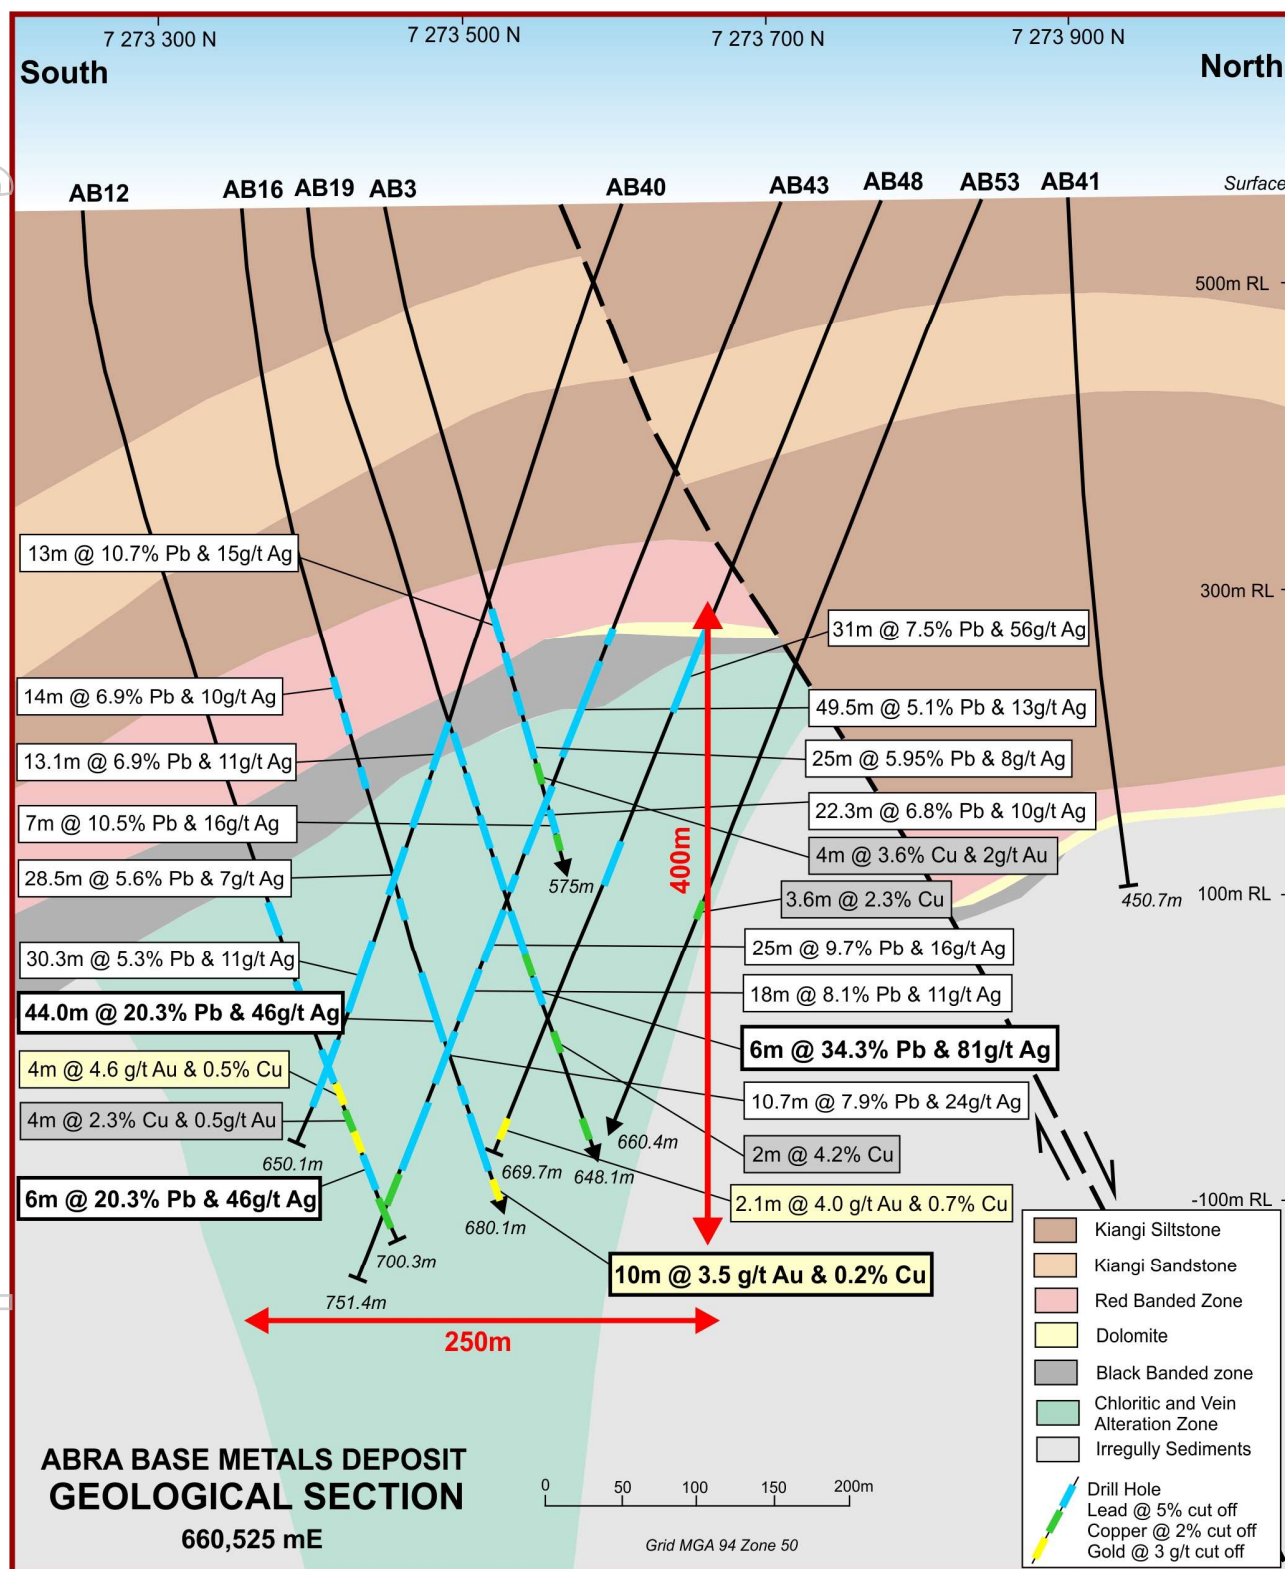 7 273 300 N
7 273 500 N
7 273 700 N
7 273 900 N
South
North
AB12
AB16
AB19
AB3
AB40
AB43
AB48
AB53
AB41
Surface
500m RL
13m @ 10.7% Pb & 15g/t Ag
300m RL
31m @ 7.5% Pb & 56g/t Ag
14m @ 6.9% Pb & 10g/t Ag
49.5m @ 5.1% Pb & 13g/t Ag
13.1m @ 6.9% Pb & 11g/t Ag
25m @ 5.95% Pb & 8g/t Ag
7m @ 10.5% Pb & 16g/t Ag
22.3m @ 6.8% Pb & 10g/t Ag
400m
4m @ 3.6% Cu & 2g/t Au
28.5m @ 5.6% Pb & 7g/t Ag
575m
3.6m @ 2.3% Cu
450.7m
100m RL
30.3m @ 5.3% Pb & 11g/t Ag
25m @ 9.7% Pb & 16g/t Ag
44.0m @ 20.3% Pb & 46g/t Ag
18m @ 8.1% Pb & 11g/t Ag
6m @ 34.3% Pb & 81g/t Ag
4m @ 4.6 g/t Au & 0.5% Cu
10.7m @ 7.9% Pb & 24g/t Ag
4m @ 2.3% Cu & 0.5g/t Au
660.4m
2m @ 4.2% Cu
650.1m
669.7m
648.1m
6m @ 20.3% Pb & 46g/t Ag
2.1m @ 4.0 g/t Au & 0.7% Cu
-100m RL
680.1m
700.3m
10m @ 3.5 g/t Au & 0.2% Cu
751.4m
250m
Kiangi Siltstone
Kiangi Sandstone
Red Banded Zone
Dolomite
Black Banded zone
Chloritic and Vein
Alteration Zone
Irregully Sediments
Drill Hole
Lead @ 5% cut off
Copper @ 2% cut off
Gold @ 3 g/t cut off
ABRA BASE METALS DEPOSIT
GEOLOGICAL SECTION
660,525 mE
0 50 100 150 200m
Grid MGA 94 Zone 50